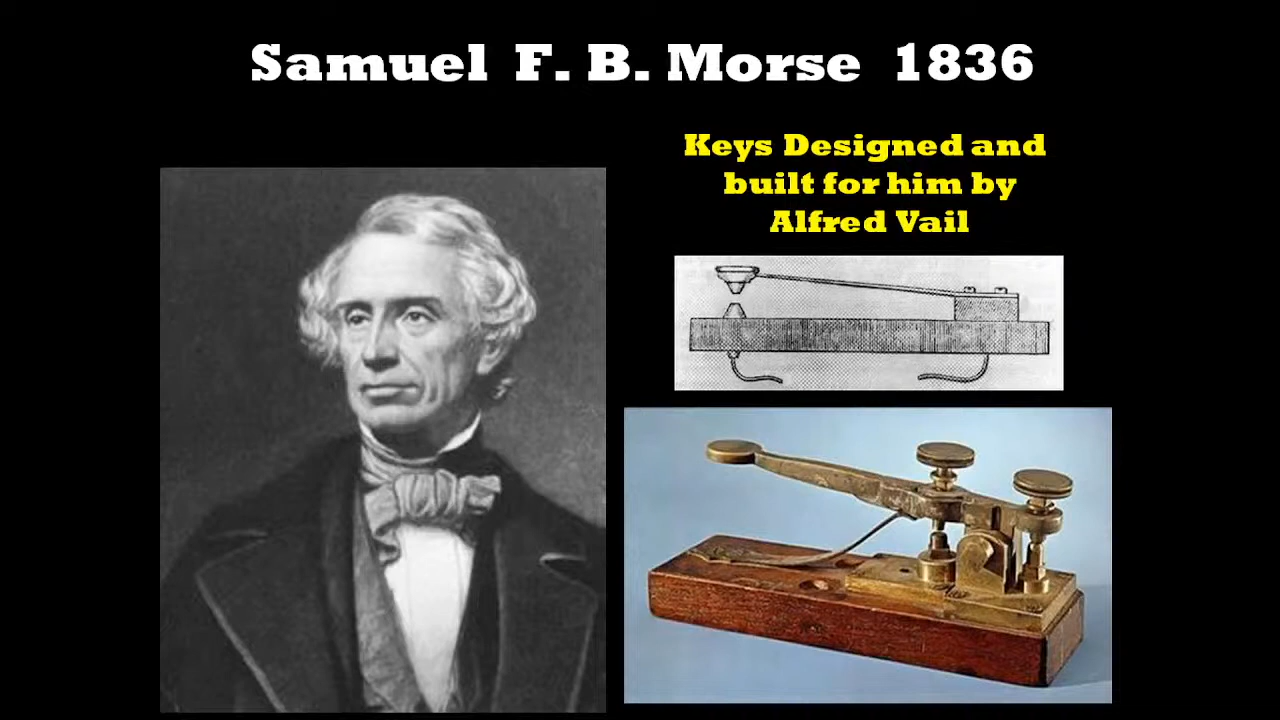 Samuel F. B. Morse 1836
Keys Designed and
built for him by
Alfred Vail